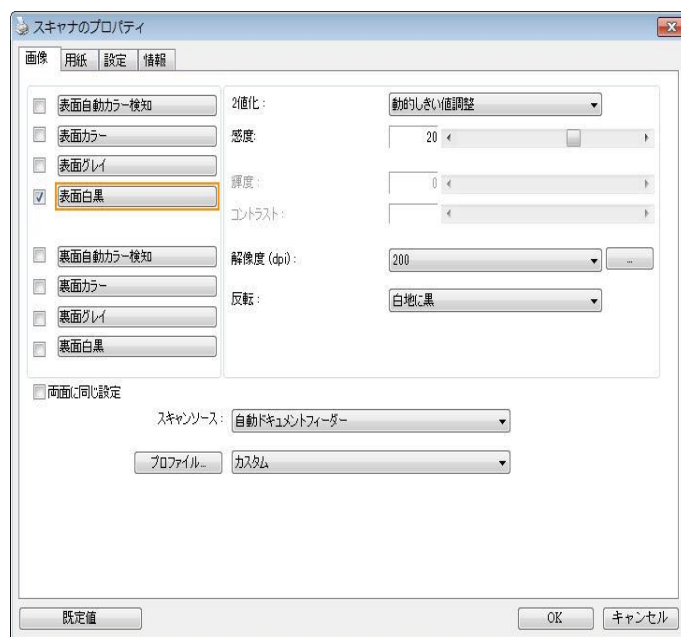 スキャナのプロパティ
画像 用紙 設定 情報
表面自動カラー検知
表面カラー
表面グレイ
表面白黒
裏面自動カラー検知
裏面カラー
裏面グレイ
裏面白黒
2値化: 動的しきい値調整
感度: 20
輝度: 0
コントラスト:
解像度(dpi): 200 ...
反転: 白地に黒
両面に同じ設定
スキャンソース: 自動ドキュメントフィーダー
プロファイル... カスタム
既定値 OK キャンセル